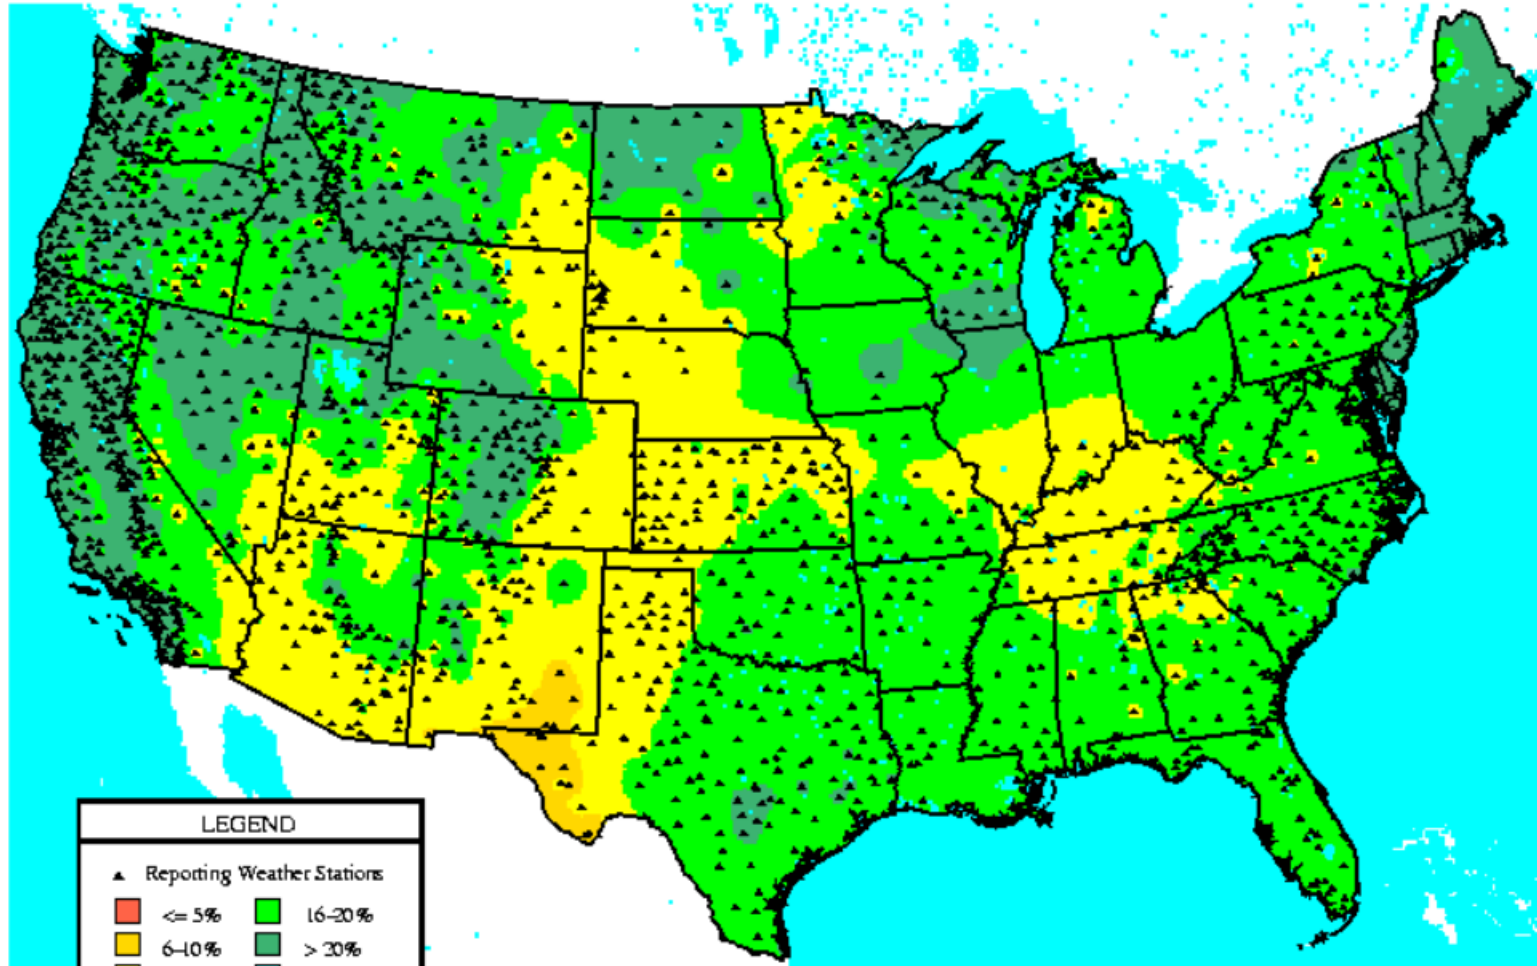 LEGEND
Reporting Weather Stations
<= 5% 16-20%
6-10% > 20%